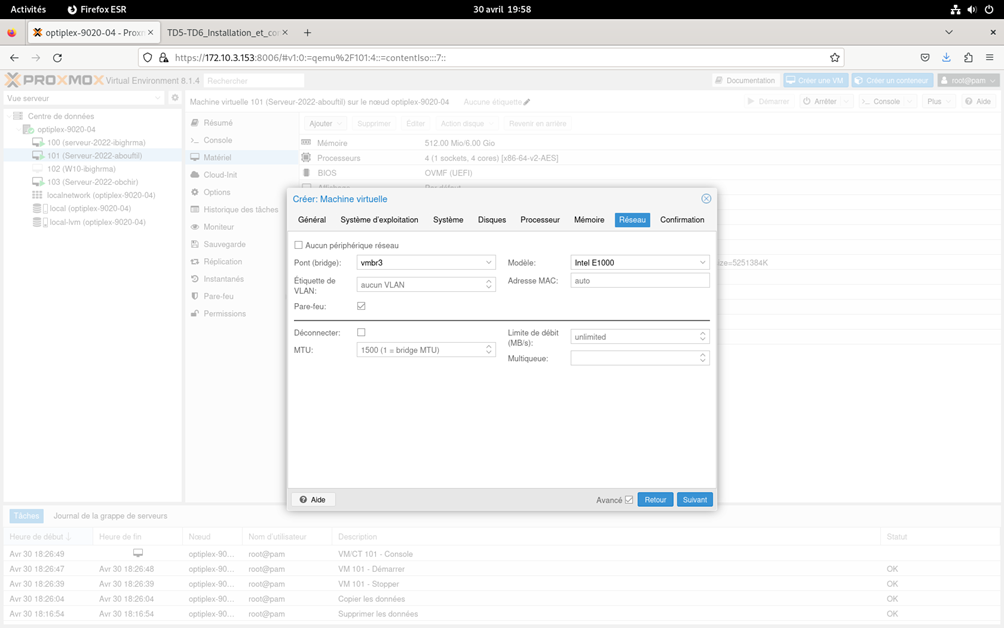 Activités Firefox ESR 30 avril 19:58
optiplex-9020-04 - Proxm × TD5-TD6_Installation_et_co × +
https://172.10.3.153:8006/#v1:0:=qemu%2F101:4::=contentIso:::7::
PROXMOX Virtual Environment 8.1.4 Rechercher Documentation Créer une VM Créer un conteneur root@pam
Vue serveur
Machine virtuelle 101 (Serveur-2022-abouftil) sur le nœud optiplex-9020-04 Aucune étiquette Démarrer Arrêter Console Plus Aide
Centre de données
optiplex-9020-04
100 (serveur-2022-ibighrma)
101 (Serveur-2022-abouftil)
102 (W10-ibighrma)
103 (Serveur-2022-obchir)
localnetwork (optiplex-9020-04)
local (optiplex-9020-04)
local-lvm (optiplex-9020-04)
Résumé
Console
Matériel
Cloud-Init
Options
Historique des tâches
Moniteur
Sauvegarde
Réplication
Instantanés
Pare-feu
Permissions
Ajouter Supprimer Éditer Action disque Revenir en arrière
Mémoire 512.00 Mio/6.00 Gio
Processeurs 4 (1 sockets, 4 cores) [x86-64-v2-AES]
BIOS OVMF (UEFI)
size=5251384K
Créer: Machine virtuelle
Général Système d'exploitation Système Disques Processeur Mémoire Réseau Confirmation
Aucun périphérique réseau
Pont (bridge): vmbr3 Modèle: Intel E1000
Étiquette de VLAN: aucun VLAN Adresse MAC: auto
Pare-feu:
Déconnecter: Limite de débit (MB/s): unlimited
MTU: 1500 (1 = bridge MTU) Multiqueue:
Aide Avancé Retour Suivant
Tâches Journal de la grappe de serveurs
Heure de début ↓ Heure de fin Nœud Nom d'utilisateur Description Statut
Avr 30 18:26:49 optiplex-90... root@pam VM/CT 101 - Console
Avr 30 18:26:47 Avr 30 18:26:48 optiplex-90... root@pam VM 101 - Démarrer OK
Avr 30 18:26:39 Avr 30 18:26:39 optiplex-90... root@pam VM 101 - Stopper OK
Avr 30 18:26:04 Avr 30 18:26:04 optiplex-90... root@pam Copier les données OK
Avr 30 18:16:54 Avr 30 18:16:54 optiplex-90... root@pam Supprimer les données OK